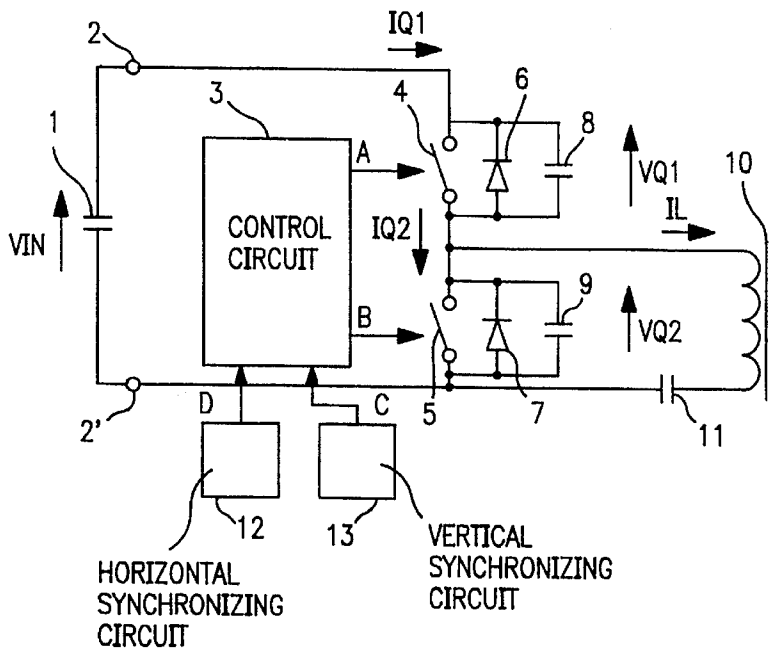 IQ1
2
3
4
6
8
1
A
VQ1
10
VIN
CONTROL
CIRCUIT
IQ2
IL
B
9
VQ2
2'
D
C
5
7
11
12
13
HORIZONTAL
SYNCHRONIZING
CIRCUIT
VERTICAL
SYNCHRONIZING
CIRCUIT